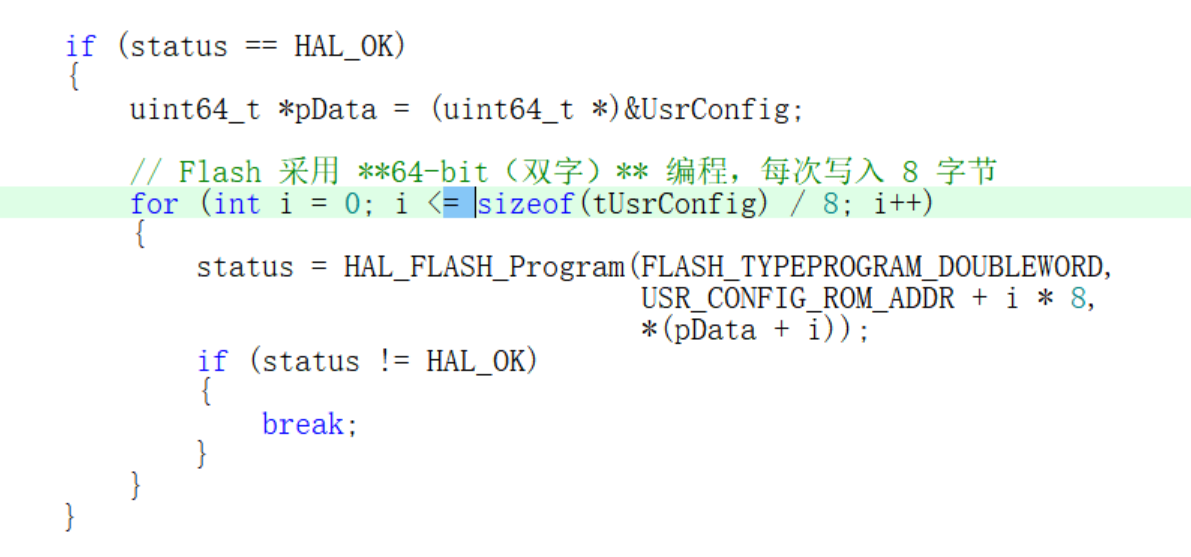 if (status == HAL_OK)
{
uint64_t *pData = (uint64_t *)&UsrConfig;
// Flash 采用 **64-bit（双字）** 编程，每次写入 8 字节
for (int i = 0; i <= sizeof(tUsrConfig) / 8; i++)
{
status = HAL_FLASH_Program(FLASH_TYPEPROGRAM_DOUBLEWORD,
USR_CONFIG_ROM_ADDR + i * 8,
*(pData + i));
if (status != HAL_OK)
{
break;
}
}
}